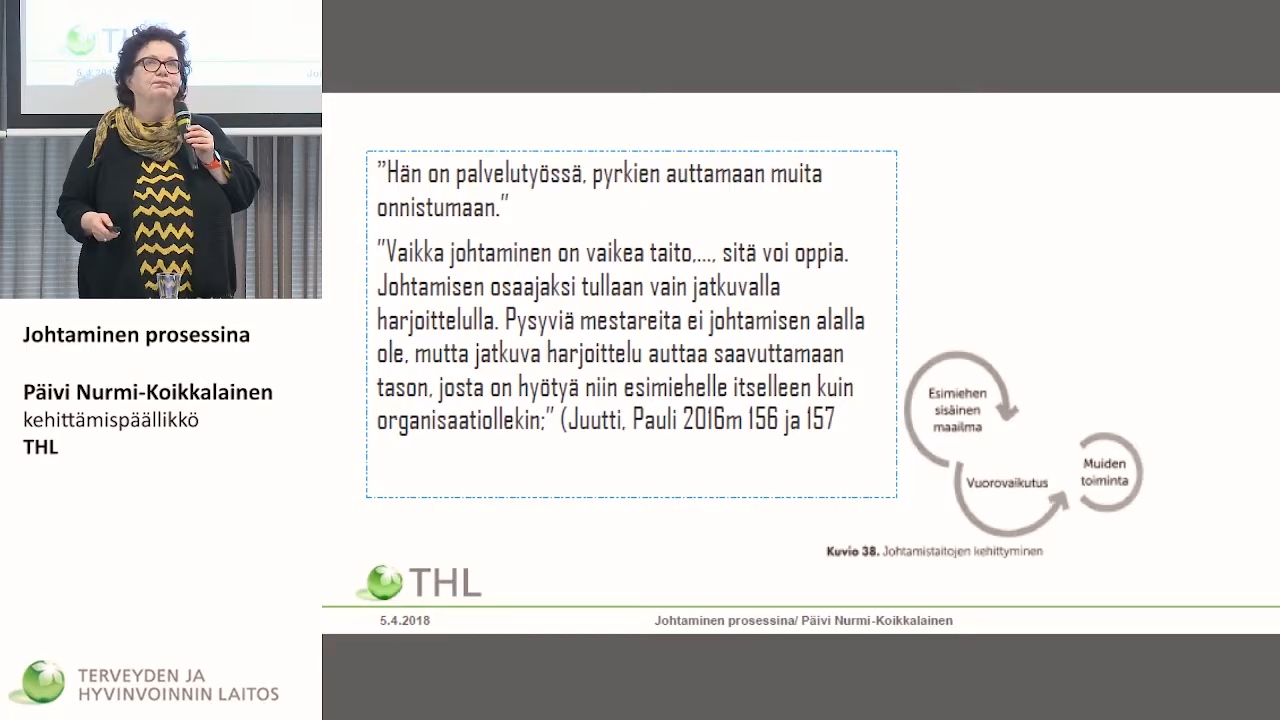 THL
Johtaminen prosessina
Päivi Nurmi-Koikkalainen
kehittämispäällikkö
THL
TERVEYDEN JA
HYVINVOINNIN LAITOS
"Hän on palvelutyössä, pyrkien auttamaan muita
onnistumaan."
"Vaikka johtaminen on vaikea taito,..., sitä voi oppia.
Johtamisen osaajaksi tullaan vain jatkuvalla
harjoittelulla. Pysyviä mestareita ei johtamisen alalla
ole, mutta jatkuva harjoittelu auttaa saavuttamaan
tason, josta on hyötyä niin esimiehelle itselleen kuin
organisaatiollekin;" (Juutti, Pauli 2016m 156 ja 157
Esimiehen
sisäinen
maailma
Vuorovaikutus
Muiden
toiminta
Kuvio 38. Johtamistaitojen kehittyminen
THL
5.4.2018
Johtaminen prosessina/ Päivi Nurmi-Koikkalainen